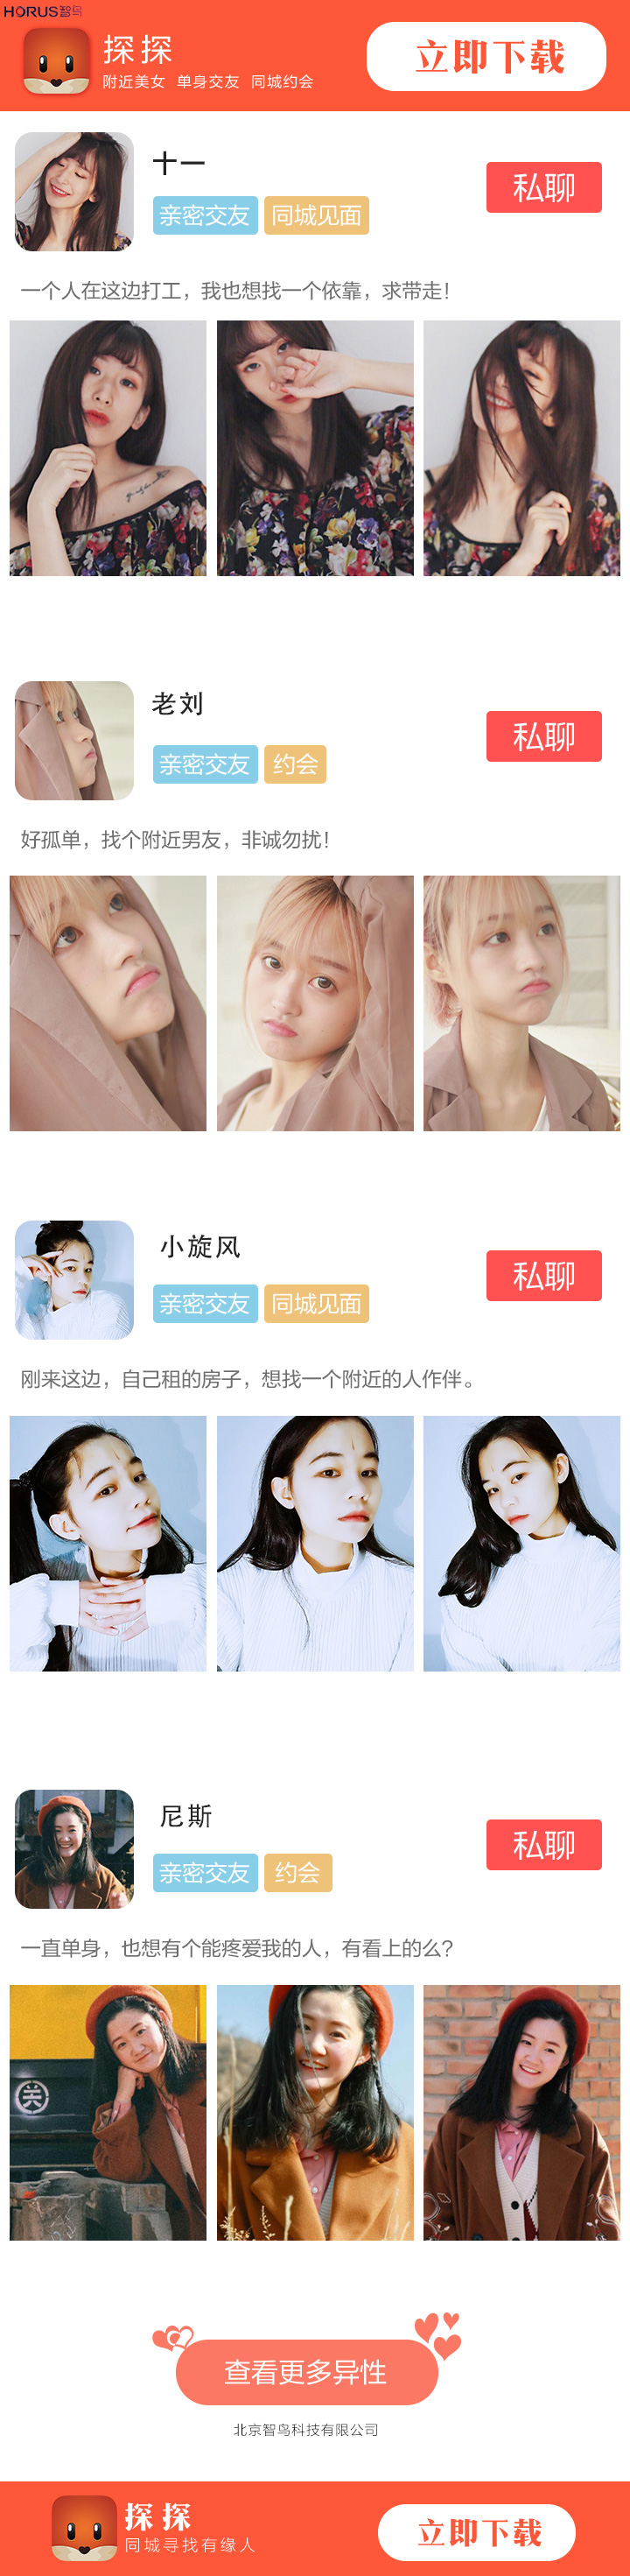 HORUS智鸟
探探
立即下载
附近美女 单身交友 同城约会
十一
私聊
亲密交友 同城见面
一个人在这边打工，我也想找一个依靠，求带走！
老刘
私聊
亲密交友 约会
好孤单，找个附近男友，非诚勿扰！
小旋风
私聊
亲密交友 同城见面
刚来这边，自己租的房子，想找一个附近的人作伴。
尼斯
私聊
亲密交友 约会
一直单身，也想有个能疼爱我的人，有看上的么？
查看更多异性
北京智鸟科技有限公司
探探
同城寻找有缘人
立即下载